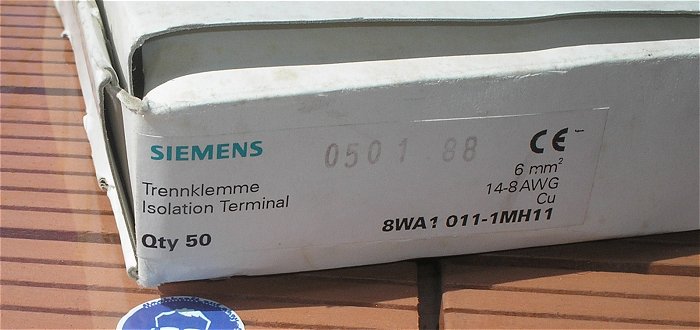 SIEMENS
0501 88
CE
6 mm²
Trennklemme
14-8 AWG
Isolation Terminal
Cu
8WA1 011-1MH11
Qty 50